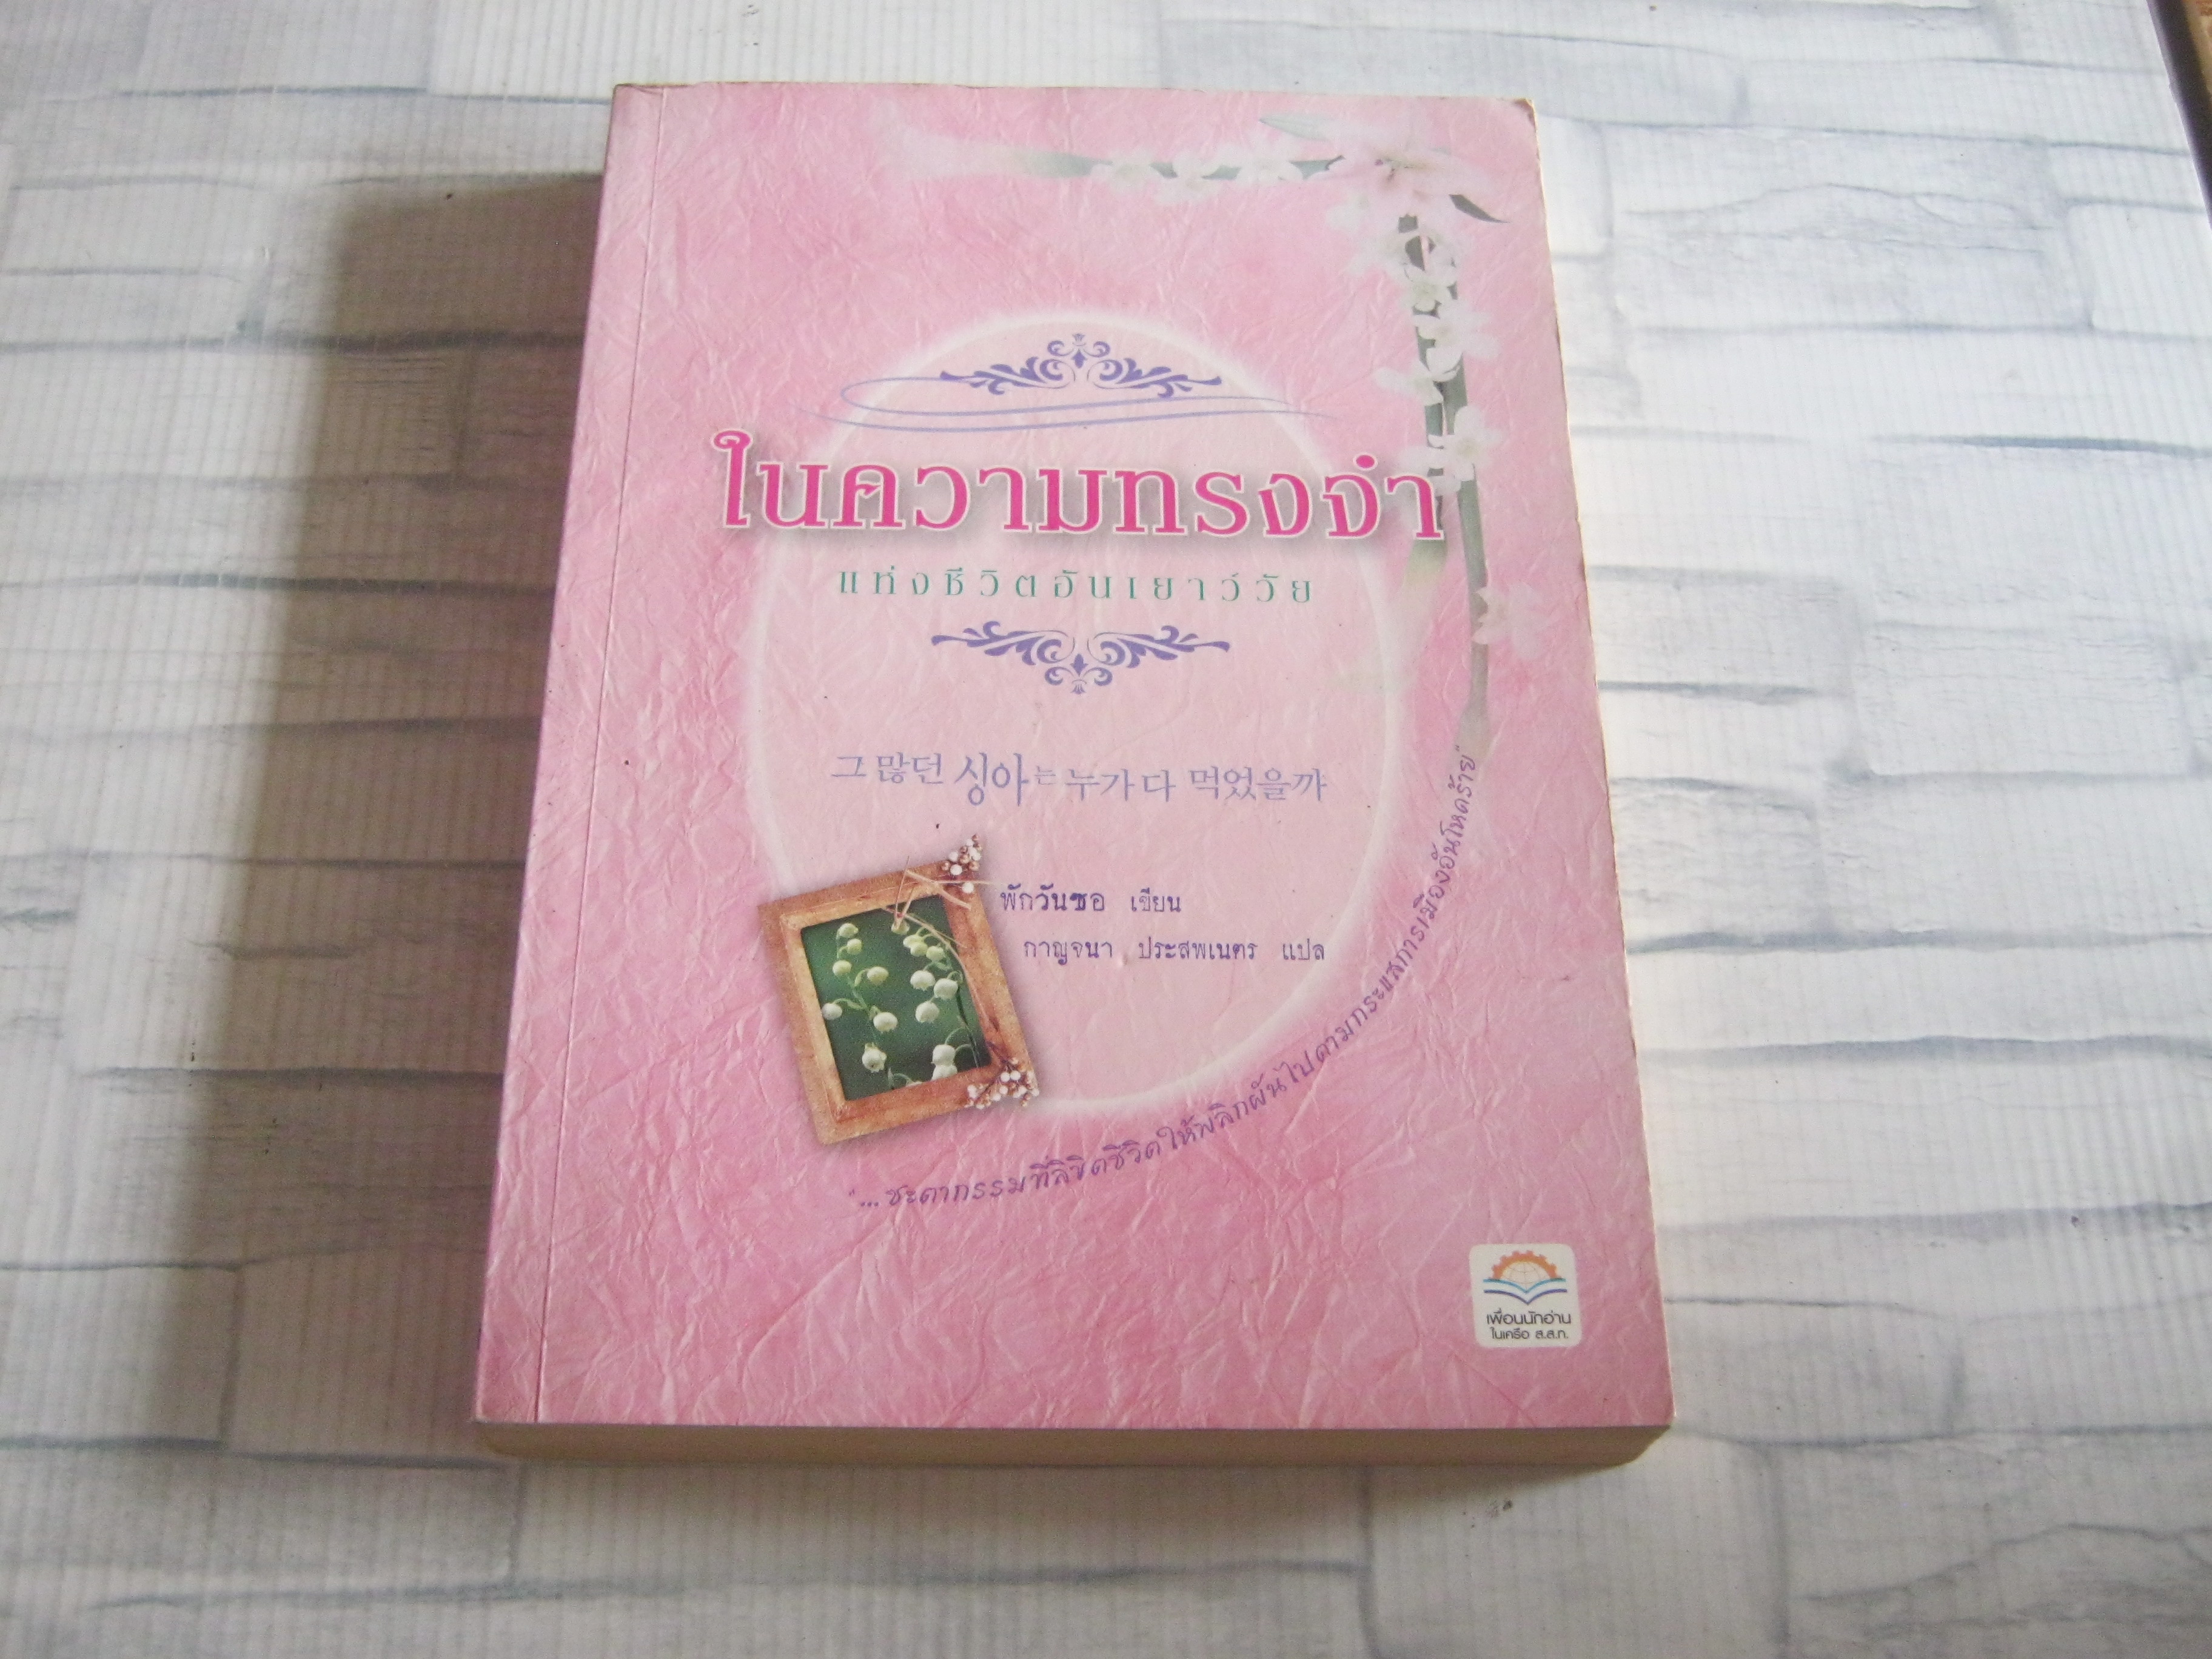 ในความทรงจำ
แห่งชีวิตอันเยาว์วัย
그 많던 싱아는 누가 다 먹었을까
พักวันซอ เขียน
กาญจนา ประสพเนตร แปล
"...ชะตากรรมที่ลิขิตชีวิตให้พลิกผันไปตามกระแสการเมืองอันโหดร้าย"
เพื่อนนักอ่าน
ในเครือ ส.ส.ท.